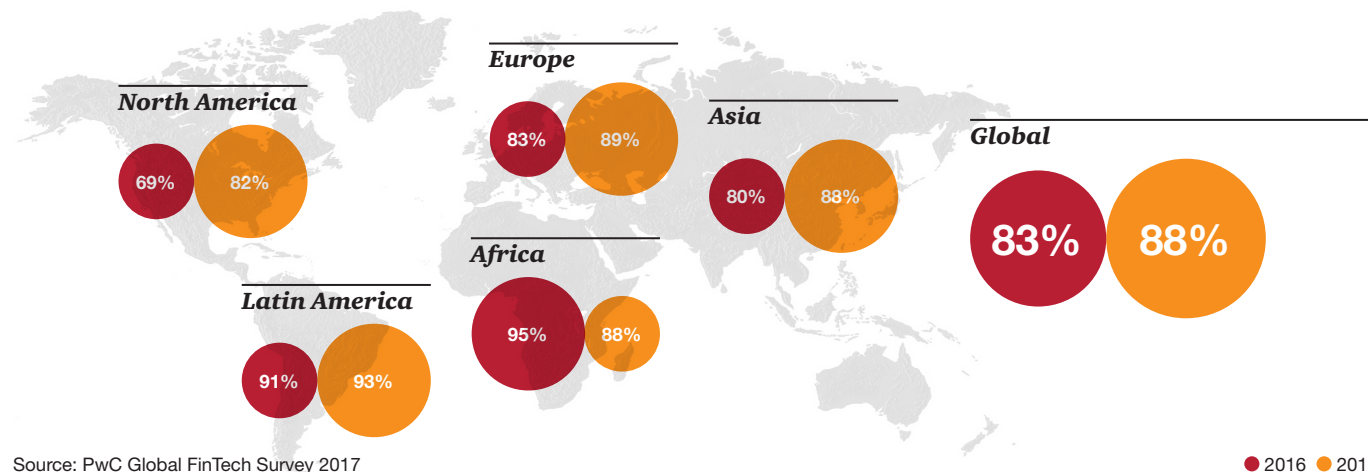 Europe
83% 89%
North America
69% 82%
Asia
80% 88%
Global
83% 88%
Africa
95% 88%
Latin America
91% 93%
Source: PwC Global FinTech Survey 2017
2016 201